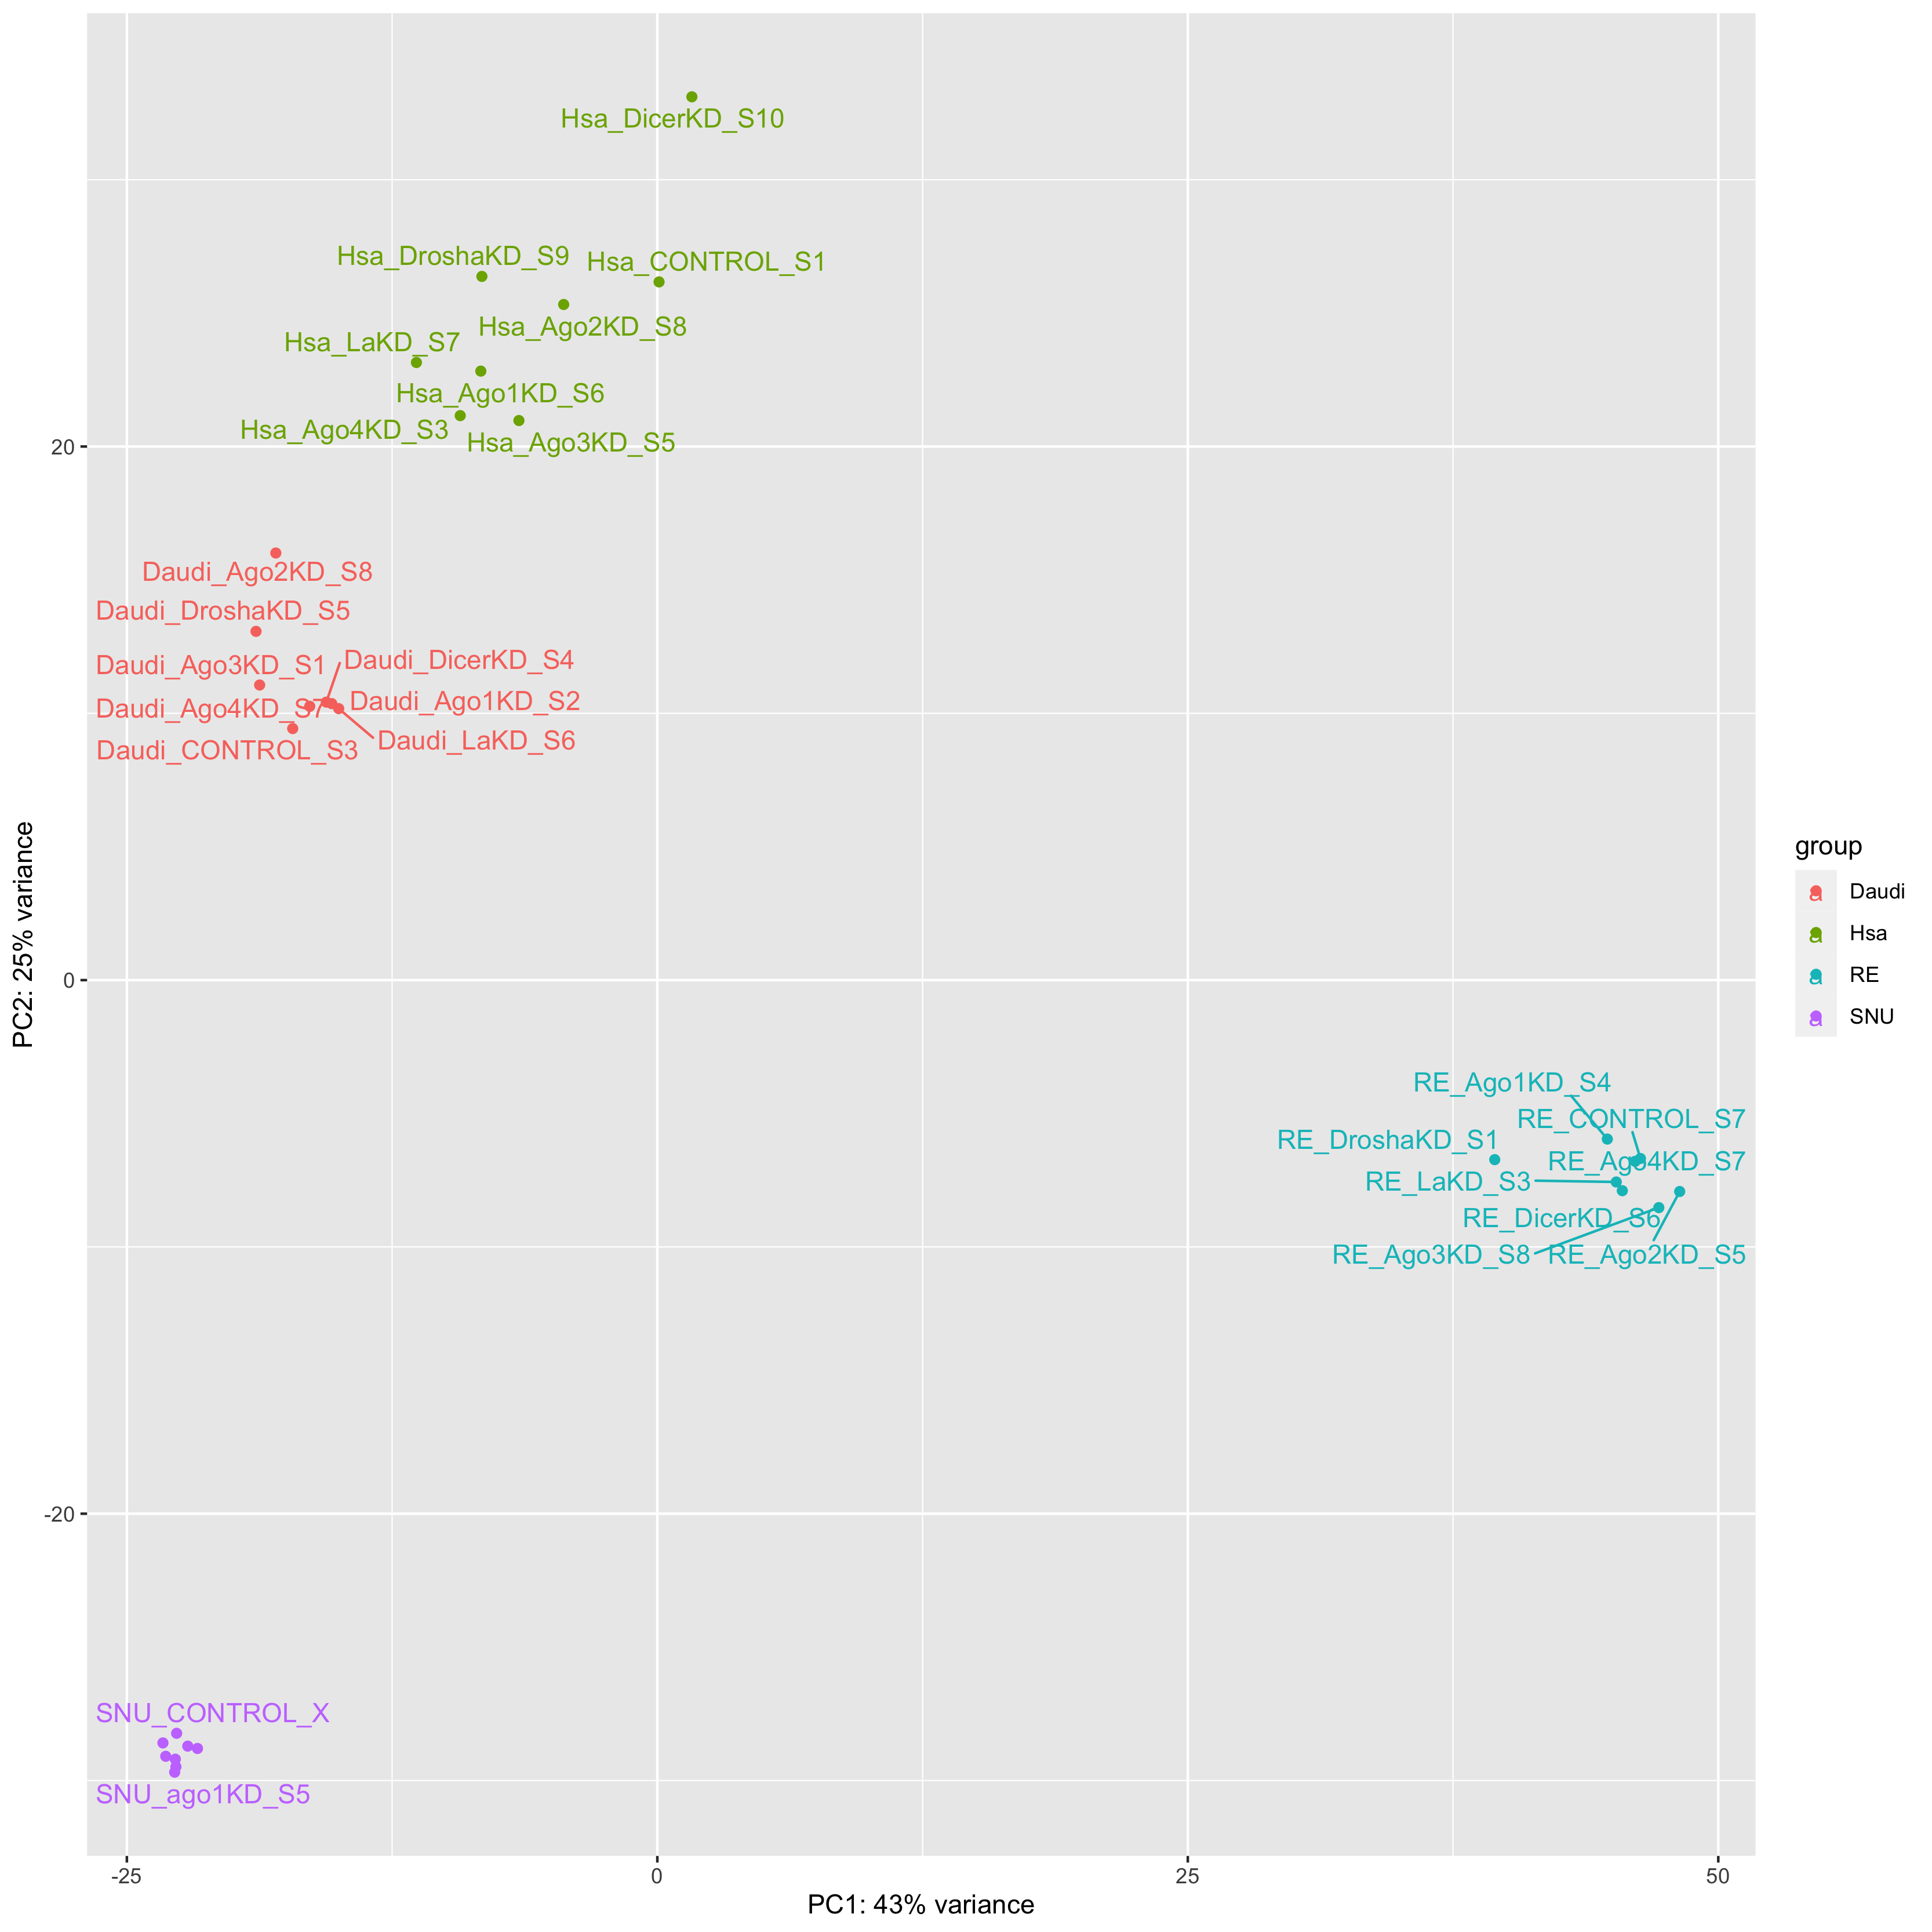 Hsa_DicerKD_S10
Hsa_DroshaKD_S9
Hsa_CONTROL_S1
Hsa_Ago2KD_S8
Hsa_LaKD_S7
Hsa_Ago1KD_S6
Hsa_Ago4KD_S3
Hsa_Ago3KD_S5
20
Daudi_Ago2KD_S8
Daudi_DroshaKD_S5
Daudi_Ago3KD_S1
Daudi_DicerKD_S4
Daudi_Ago4KD_S7
Daudi_Ago1KD_S2
Daudi_LaKD_S6
Daudi_CONTROL_S3
PC2: 25% variance
0
group
a Daudi
a Hsa
a RE
a SNU
RE_Ago1KD_S4
RE_CONTROL_S7
RE_DroshaKD_S1
RE_Ago4KD_S7
RE_LaKD_S3
RE_DicerKD_S6
RE_Ago3KD_S8
RE_Ago2KD_S5
-20
SNU_CONTROL_X
SNU_ago1KD_S5
-25
0
25
50
PC1: 43% variance